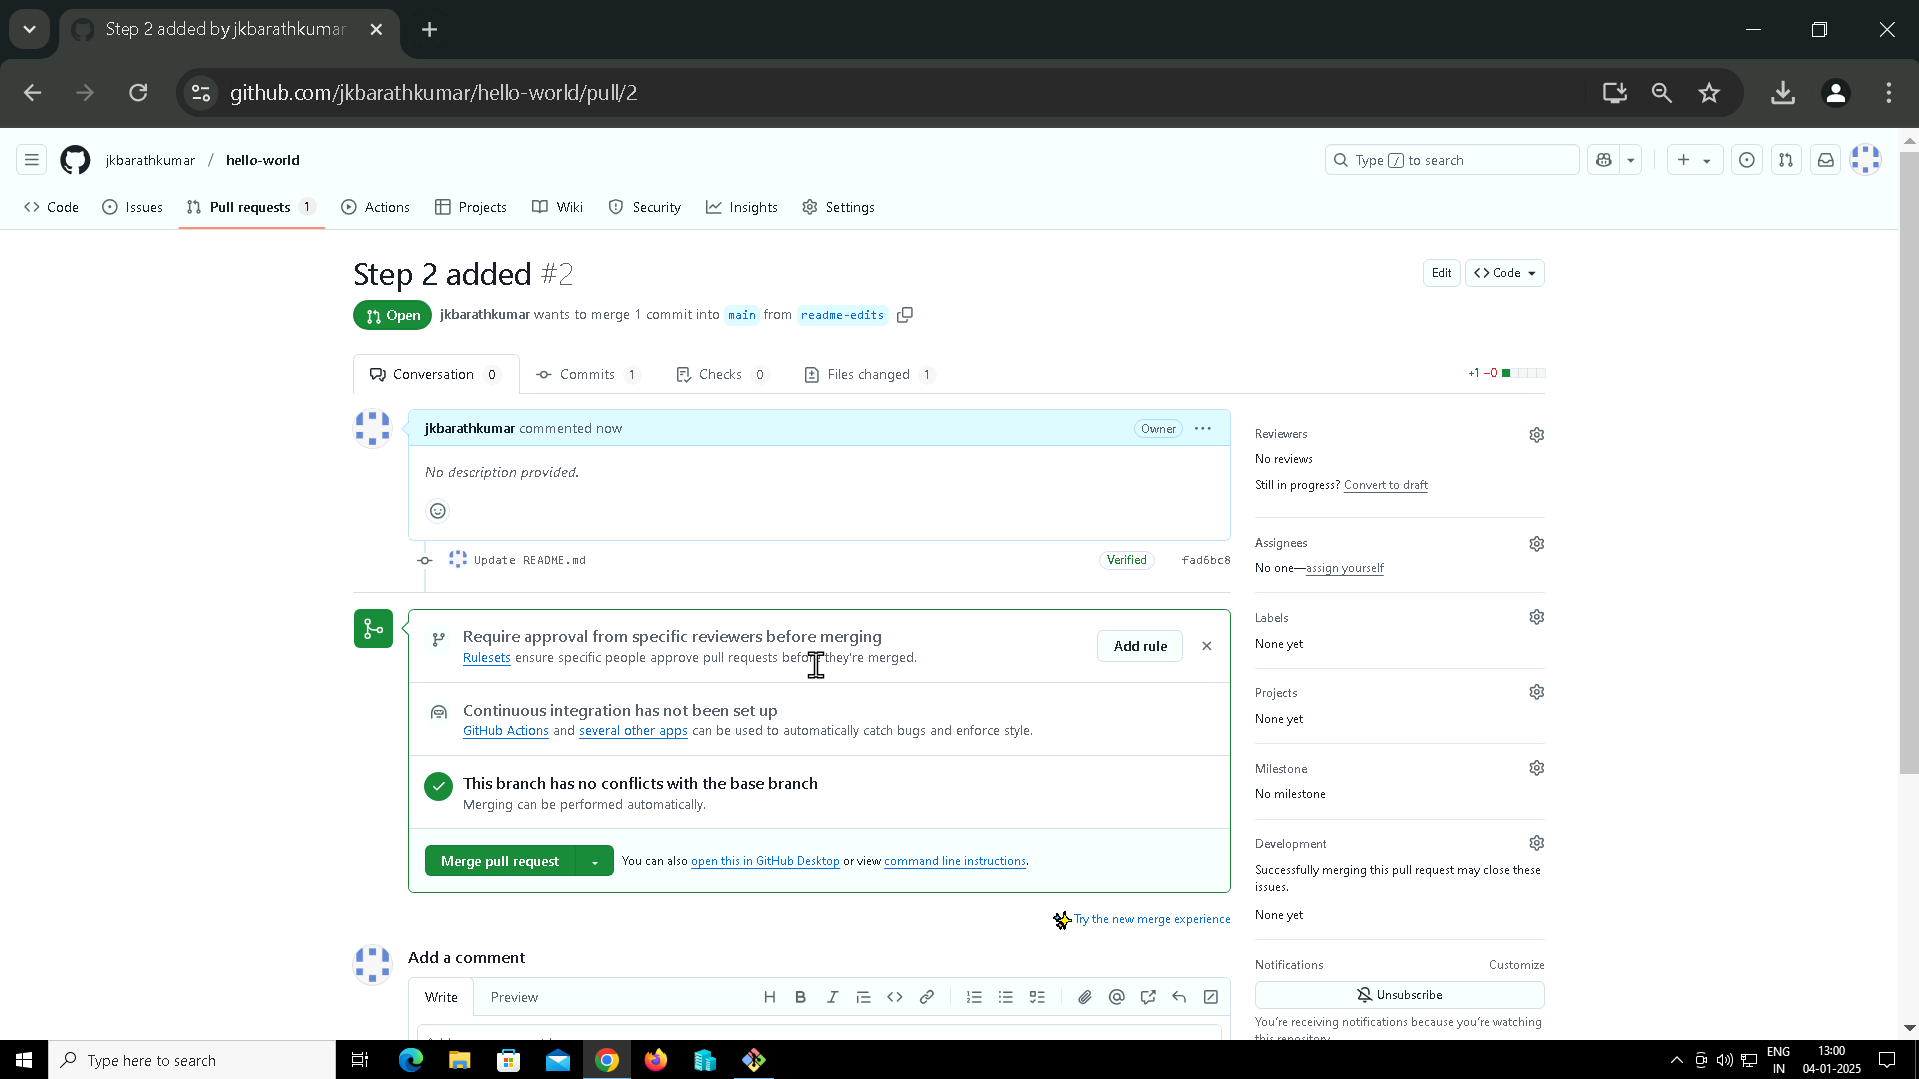 Step 2 added by jkbarathkumar
github.com/jkbarathkumar/hello-world/pull/2
jkbarathkumar / hello-world
Type / to search
Code
Issues
Pull requests 1
Actions
Projects
Wiki
Security
Insights
Settings
Step 2 added #2
Edit
<> Code
Open
jkbarathkumar wants to merge 1 commit into main from readme-edits
Conversation 0
Commits 1
Checks 0
Files changed 1
+1 −0
jkbarathkumar commented now
Owner
No description provided.
Update README.md
Verified
fad6bc8
Require approval from specific reviewers before merging
Rulesets ensure specific people approve pull requests before they're merged.
Add rule
Continuous integration has not been set up
GitHub Actions and several other apps can be used to automatically catch bugs and enforce style.
This branch has no conflicts with the base branch
Merging can be performed automatically.
Merge pull request
You can also open this in GitHub Desktop or view command line instructions.
Try the new merge experience
Add a comment
Write
Preview
Reviewers
No reviews
Still in progress? Convert to draft
Assignees
No one—assign yourself
Labels
None yet
Projects
None yet
Milestone
No milestone
Development
Successfully merging this pull request may close these
issues.
None yet
Notifications
Customize
Unsubscribe
You're receiving notifications because you're watching
this repository.
Type here to search
ENG
IN
13:00
04-01-2025